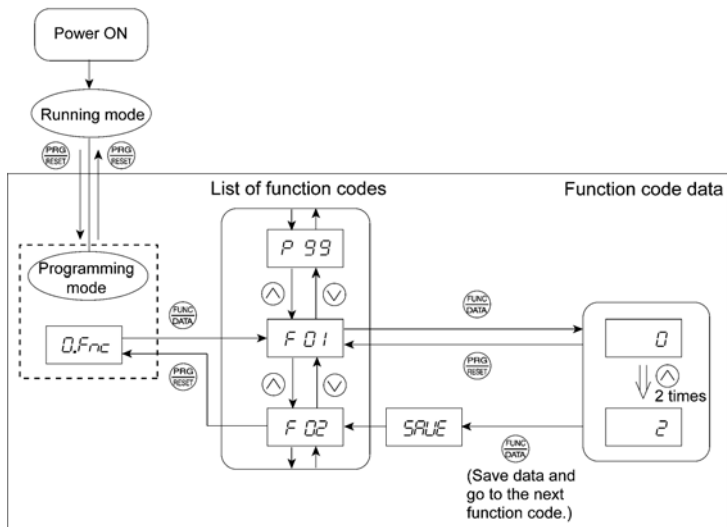 Power ON
Running mode
PRG
RESET
PRG
RESET
List of function codes
Function code data
P 99
Programming
mode
FUNC
DATA
FUNC
DATA
0.Fnc
F 01
0
PRG
RESET
PRG
RESET
2 times
F 02
SAVE
2
FUNC
DATA
(Save data and
go to the next
function code.)